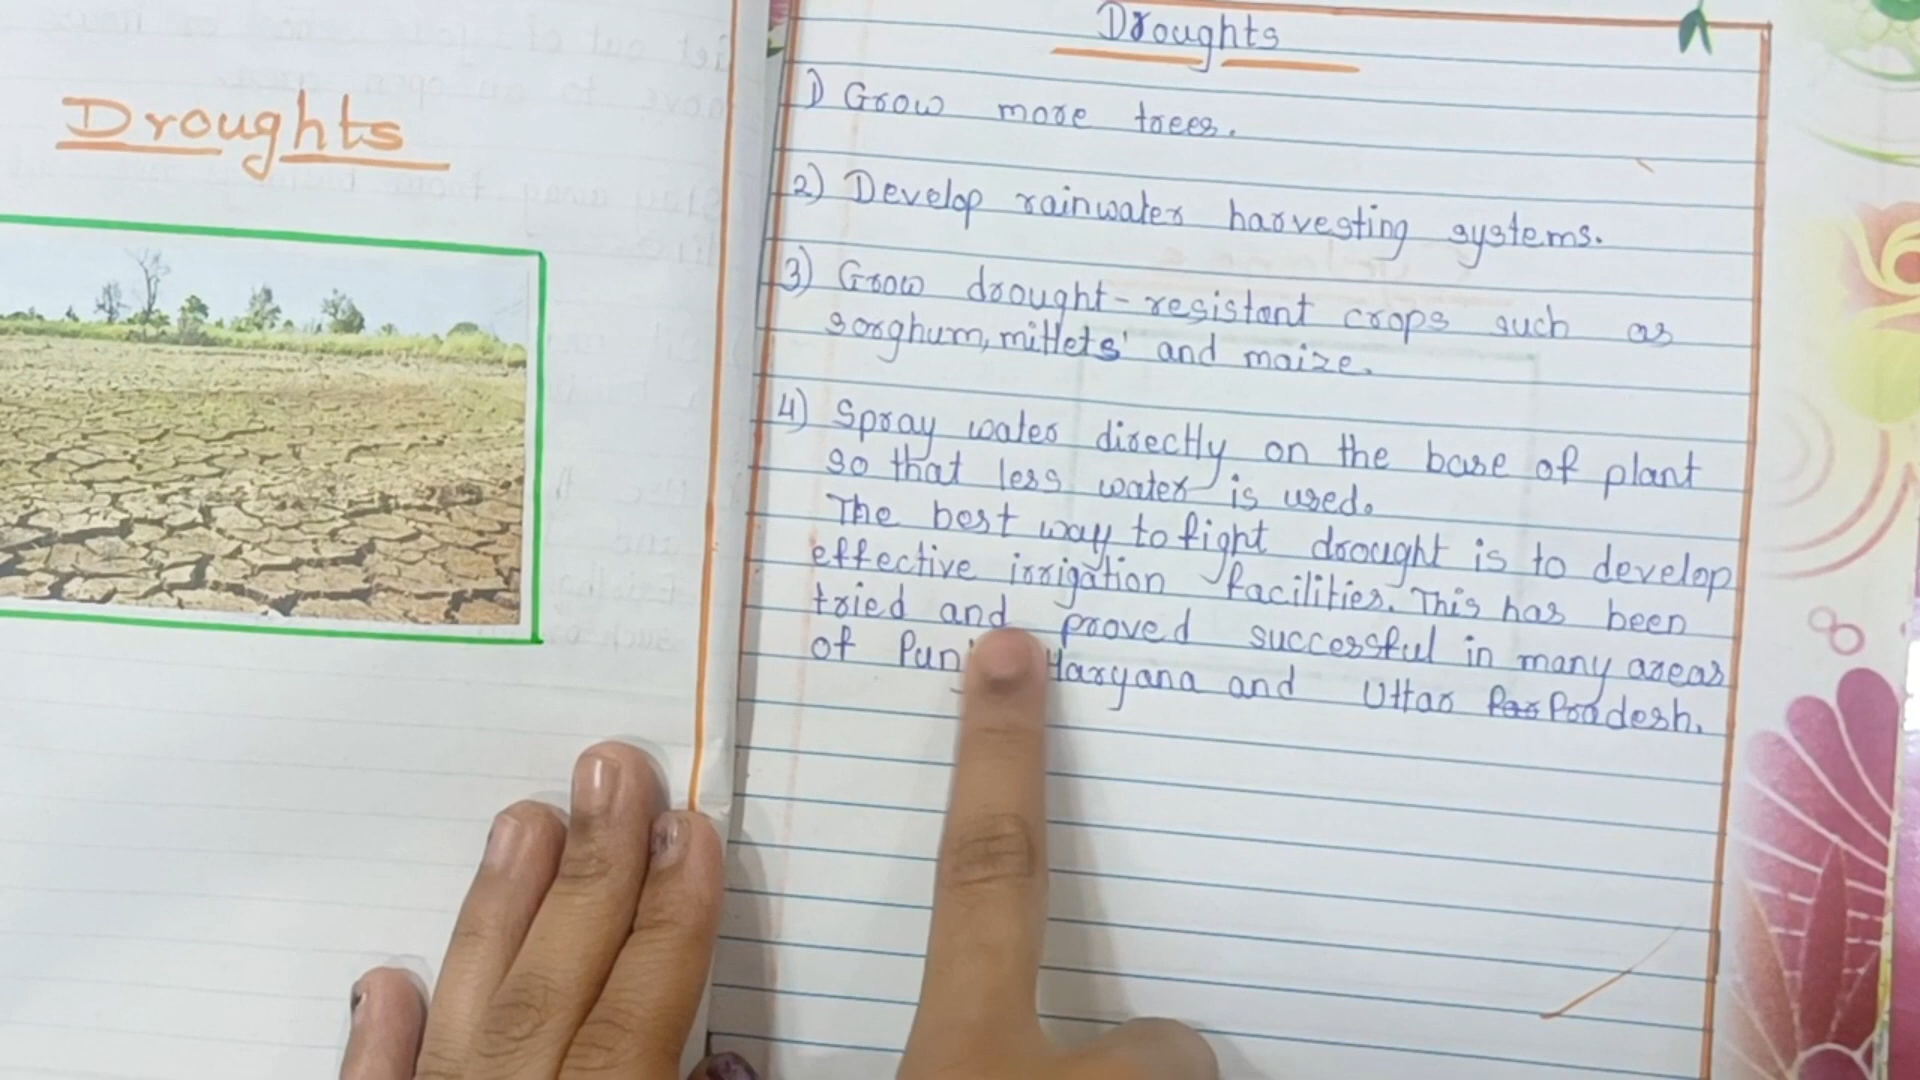 Droughts
Droughts
1) Grow more trees.
2) Develop rainwater harvesting systems.
3) Grow drought-resistant crops such as
sorghum, millets' and maize.
4) Spray water directly on the base of plant
so that less water is used.
The best way to fight drought is to develop
effective irrigation facilities. This has been
tried and proved successful in many areas
of Haryana and Uttar Pradesh.